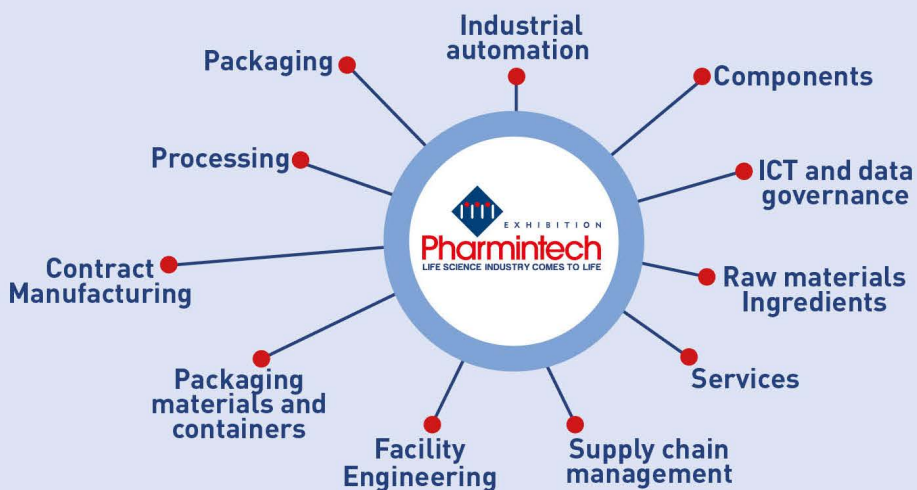 Industrial
automation
Packaging
Components
Processing
ICT and data
governance
EXHIBITION
Pharmintech
LIFE SCIENCE INDUSTRY COMES TO LIFE
Contract
Manufacturing
Raw materials
Ingredients
Services
Packaging
materials and
containers
Facility
Engineering
Supply chain
management